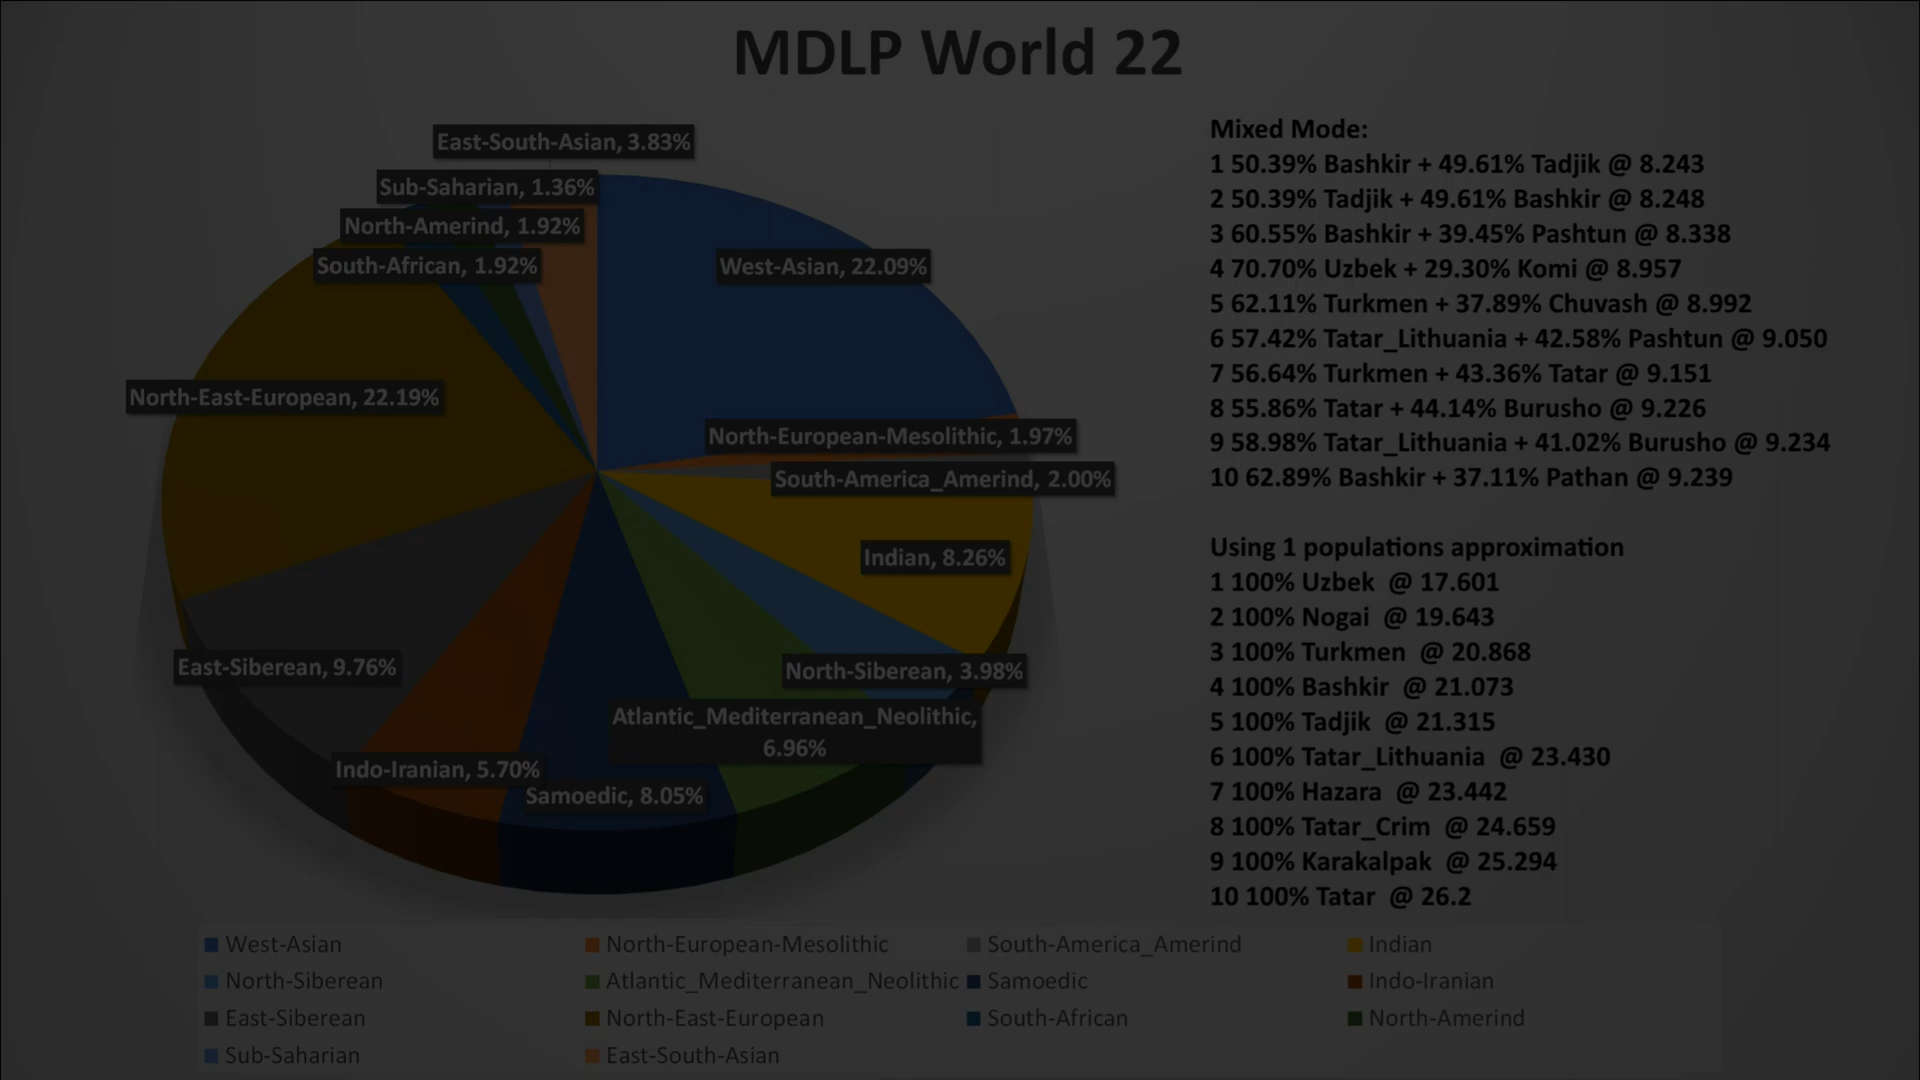 MDLP World 22
East-South-Asian, 3.83%
Sub-Saharian, 1.36%
North-Amerind, 1.92%
South-African, 1.92%
West-Asian, 22.09%
North-East-European, 22.19%
North-European-Mesolithic, 1.97%
South-America_Amerind, 2.00%
Indian, 8.26%
East-Siberean, 9.76%
North-Siberean, 3.98%
Atlantic_Mediterranean_Neolithic,
6.96%
Indo-Iranian, 5.70%
Samoedic, 8.05%
Mixed Mode:
1 50.39% Bashkir + 49.61% Tadjik @ 8.243
2 50.39% Tadjik + 49.61% Bashkir @ 8.248
3 60.55% Bashkir + 39.45% Pashtun @ 8.338
4 70.70% Uzbek + 29.30% Komi @ 8.957
5 62.11% Turkmen + 37.89% Chuvash @ 8.992
6 57.42% Tatar_Lithuania + 42.58% Pashtun @ 9.050
7 56.64% Turkmen + 43.36% Tatar @ 9.151
8 55.86% Tatar + 44.14% Burusho @ 9.226
9 58.98% Tatar_Lithuania + 41.02% Burusho @ 9.234
10 62.89% Bashkir + 37.11% Pathan @ 9.239
Using 1 populations approximation
1 100% Uzbek @ 17.601
2 100% Nogai @ 19.643
3 100% Turkmen @ 20.868
4 100% Bashkir @ 21.073
5 100% Tadjik @ 21.315
6 100% Tatar_Lithuania @ 23.430
7 100% Hazara @ 23.442
8 100% Tatar_Crim @ 24.659
9 100% Karakalpak @ 25.294
10 100% Tatar @ 26.2
West-Asian North-European-Mesolithic South-America_Amerind Indian
North-Siberean Atlantic_Mediterranean_Neolithic Samoedic Indo-Iranian
East-Siberean North-East-European South-African North-Amerind
Sub-Saharian East-South-Asian